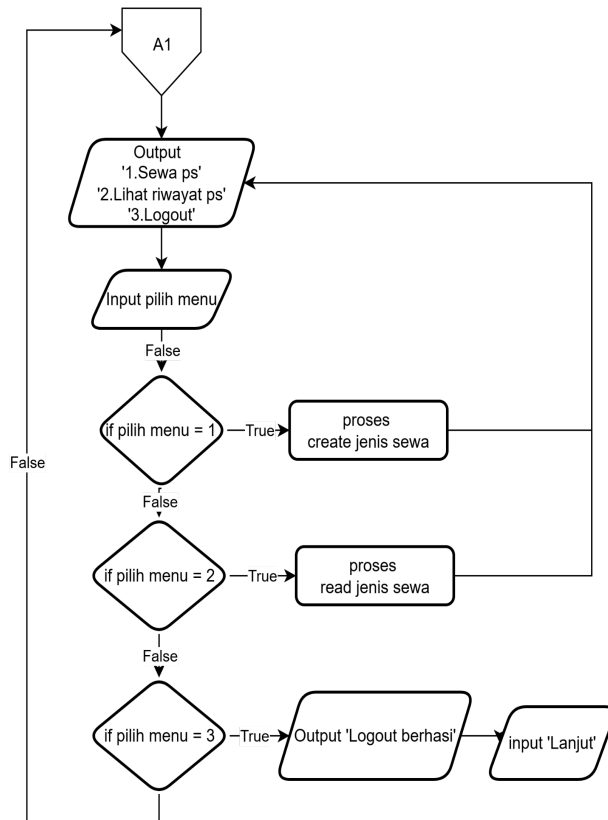 A1
Output
'1.Sewa ps'
'2.Lihat riwayat ps'
'3.Logout'
Input pilih menu
False
if pilih menu = 1
True
proses
create jenis sewa
False
False
if pilih menu = 2
True
proses
read jenis sewa
False
if pilih menu = 3
True
Output 'Logout berhasi'
input 'Lanjut'